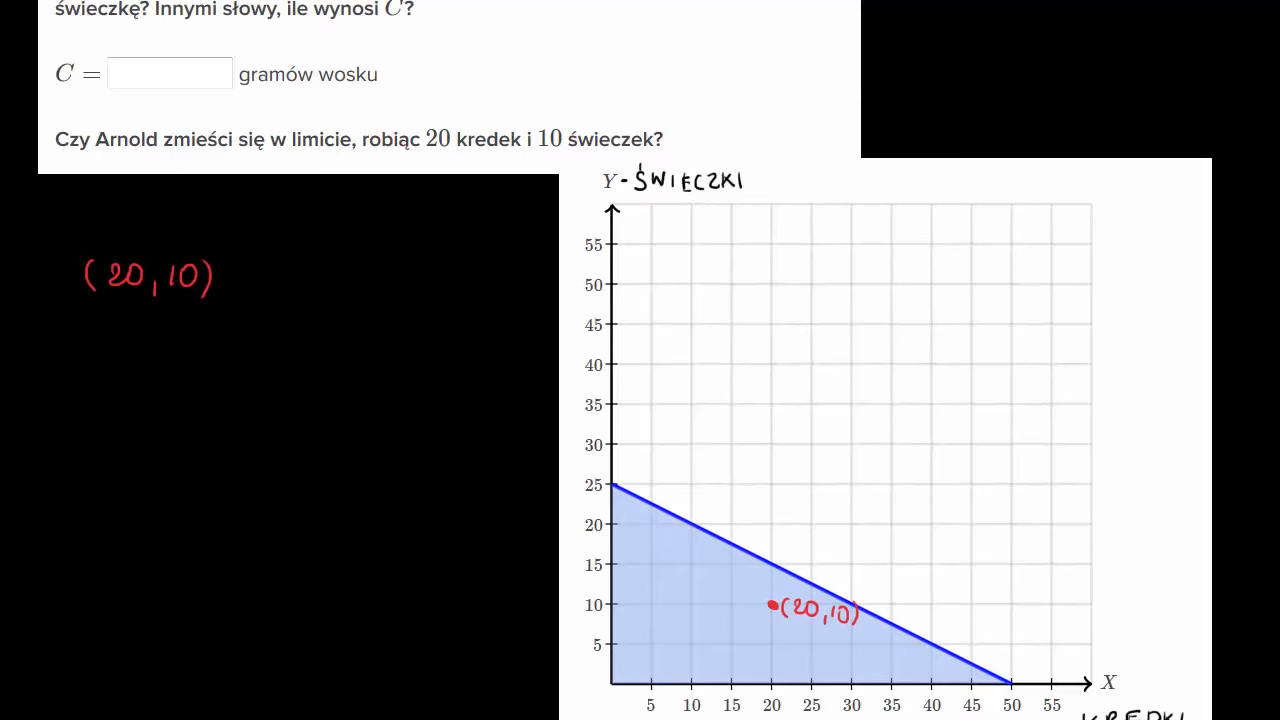 świeczkę? Innymi słowy, ile wynosi C?
C = gramów wosku
Czy Arnold zmieści się w limicie, robiąc 20 kredek i 10 świeczek?
Y - ŚWIECZKI
(20,10)
55
50
45
40
35
30
25
20
15
10
(20,10)
5
X
5 10 15 20 25 30 35 40 45 50 55
KREDKI